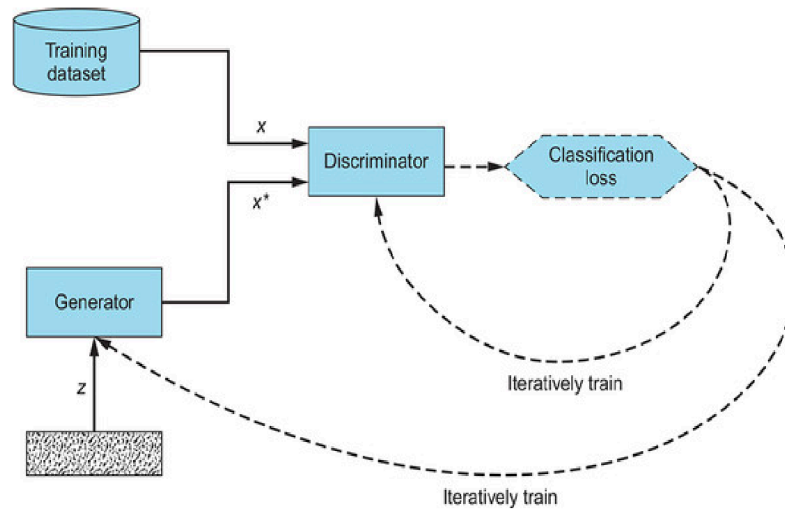 Training
dataset
x
Discriminator
Classification
loss
x*
Generator
z
Iteratively train
Iteratively train